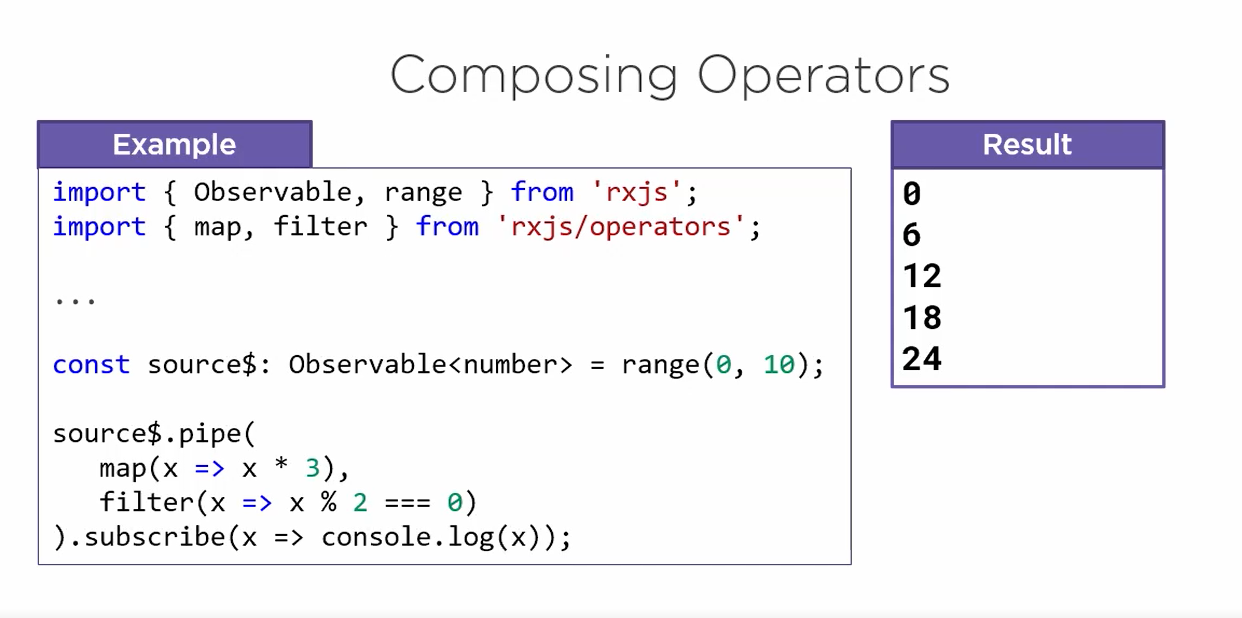 Composing Operators
Example
import { Observable, range } from 'rxjs';
import { map, filter } from 'rxjs/operators';
...
const source$: Observable<number> = range(0, 10);
source$.pipe(
   map(x => x * 3),
   filter(x => x % 2 === 0)
).subscribe(x => console.log(x));
Result
0
6
12
18
24